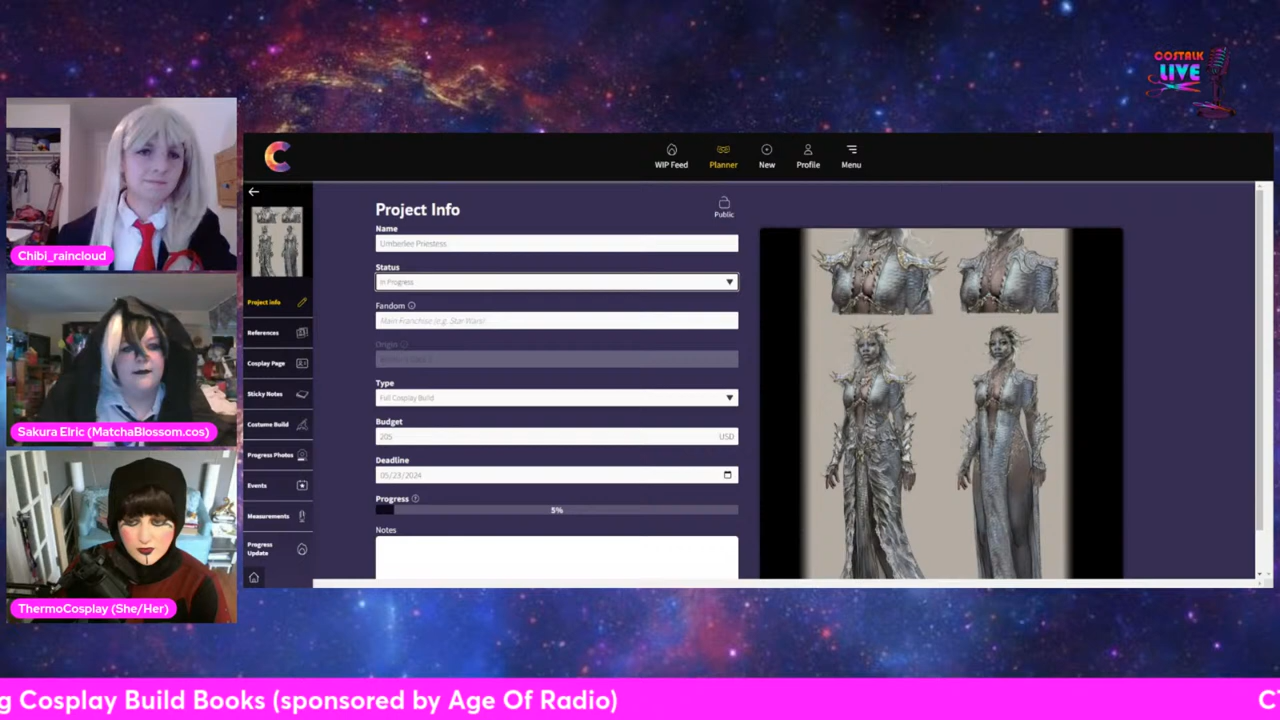 COSTALK
LIVE
Chibi_raincloud
Sakura Elric (MatchaBlossom.cos)
ThermoCosplay (She/Her)
C
WIP Feed
Planner
New
Profile
Menu
Project info
References
Cosplay Page
Sticky Notes
Costume Build
Progress Photos
Events
Measurements
Progress
Update
Project Info
Public
Name
Umberlee Priestess
Status
In Progress
Fandom
Main Franchise (e.g. Star Wars)
Origin
Type
Full Cosplay Build
Budget
205 USD
Deadline
05/23/2024
Progress
5%
Notes
g Cosplay Build Books (sponsored by Age Of Radio) C